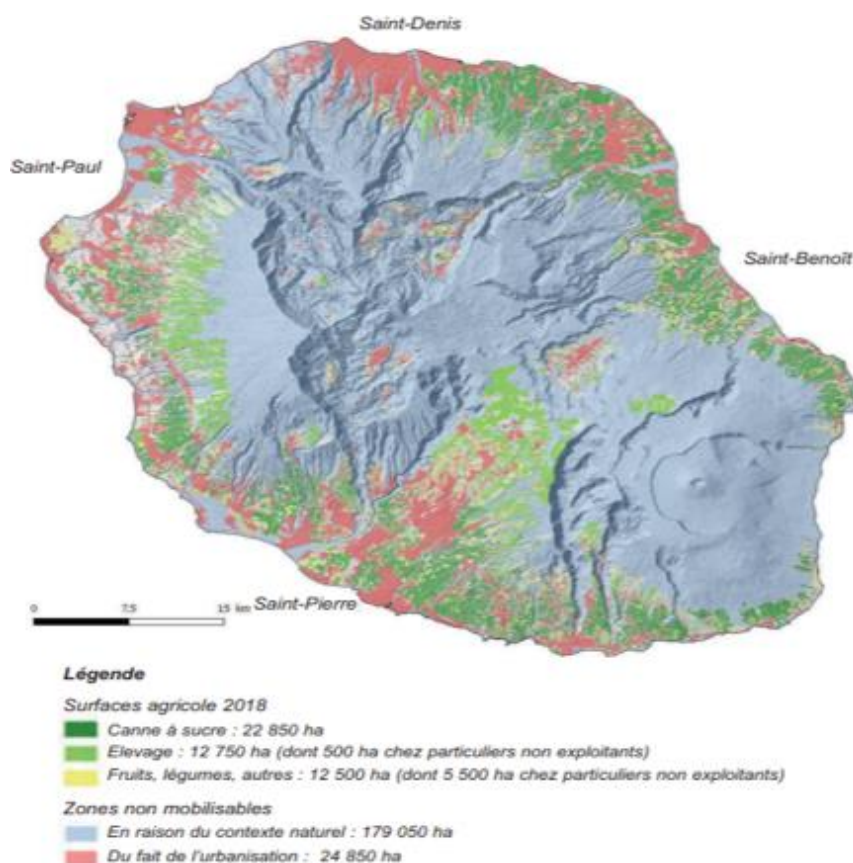 Saint-Denis
Saint-Paul
Saint-Benoît
Saint-Pierre
0 7.5 15 km
Légende
Surfaces agricole 2018
Canne à sucre : 22 850 ha
Elevage : 12 750 ha (dont 500 ha chez particuliers non exploitants)
Fruits, légumes, autres : 12 500 ha (dont 5 500 ha chez particuliers non exploitants)
Zones non mobilisables
En raison du contexte naturel : 179 050 ha
Du fait de l'urbanisation : 24 850 ha